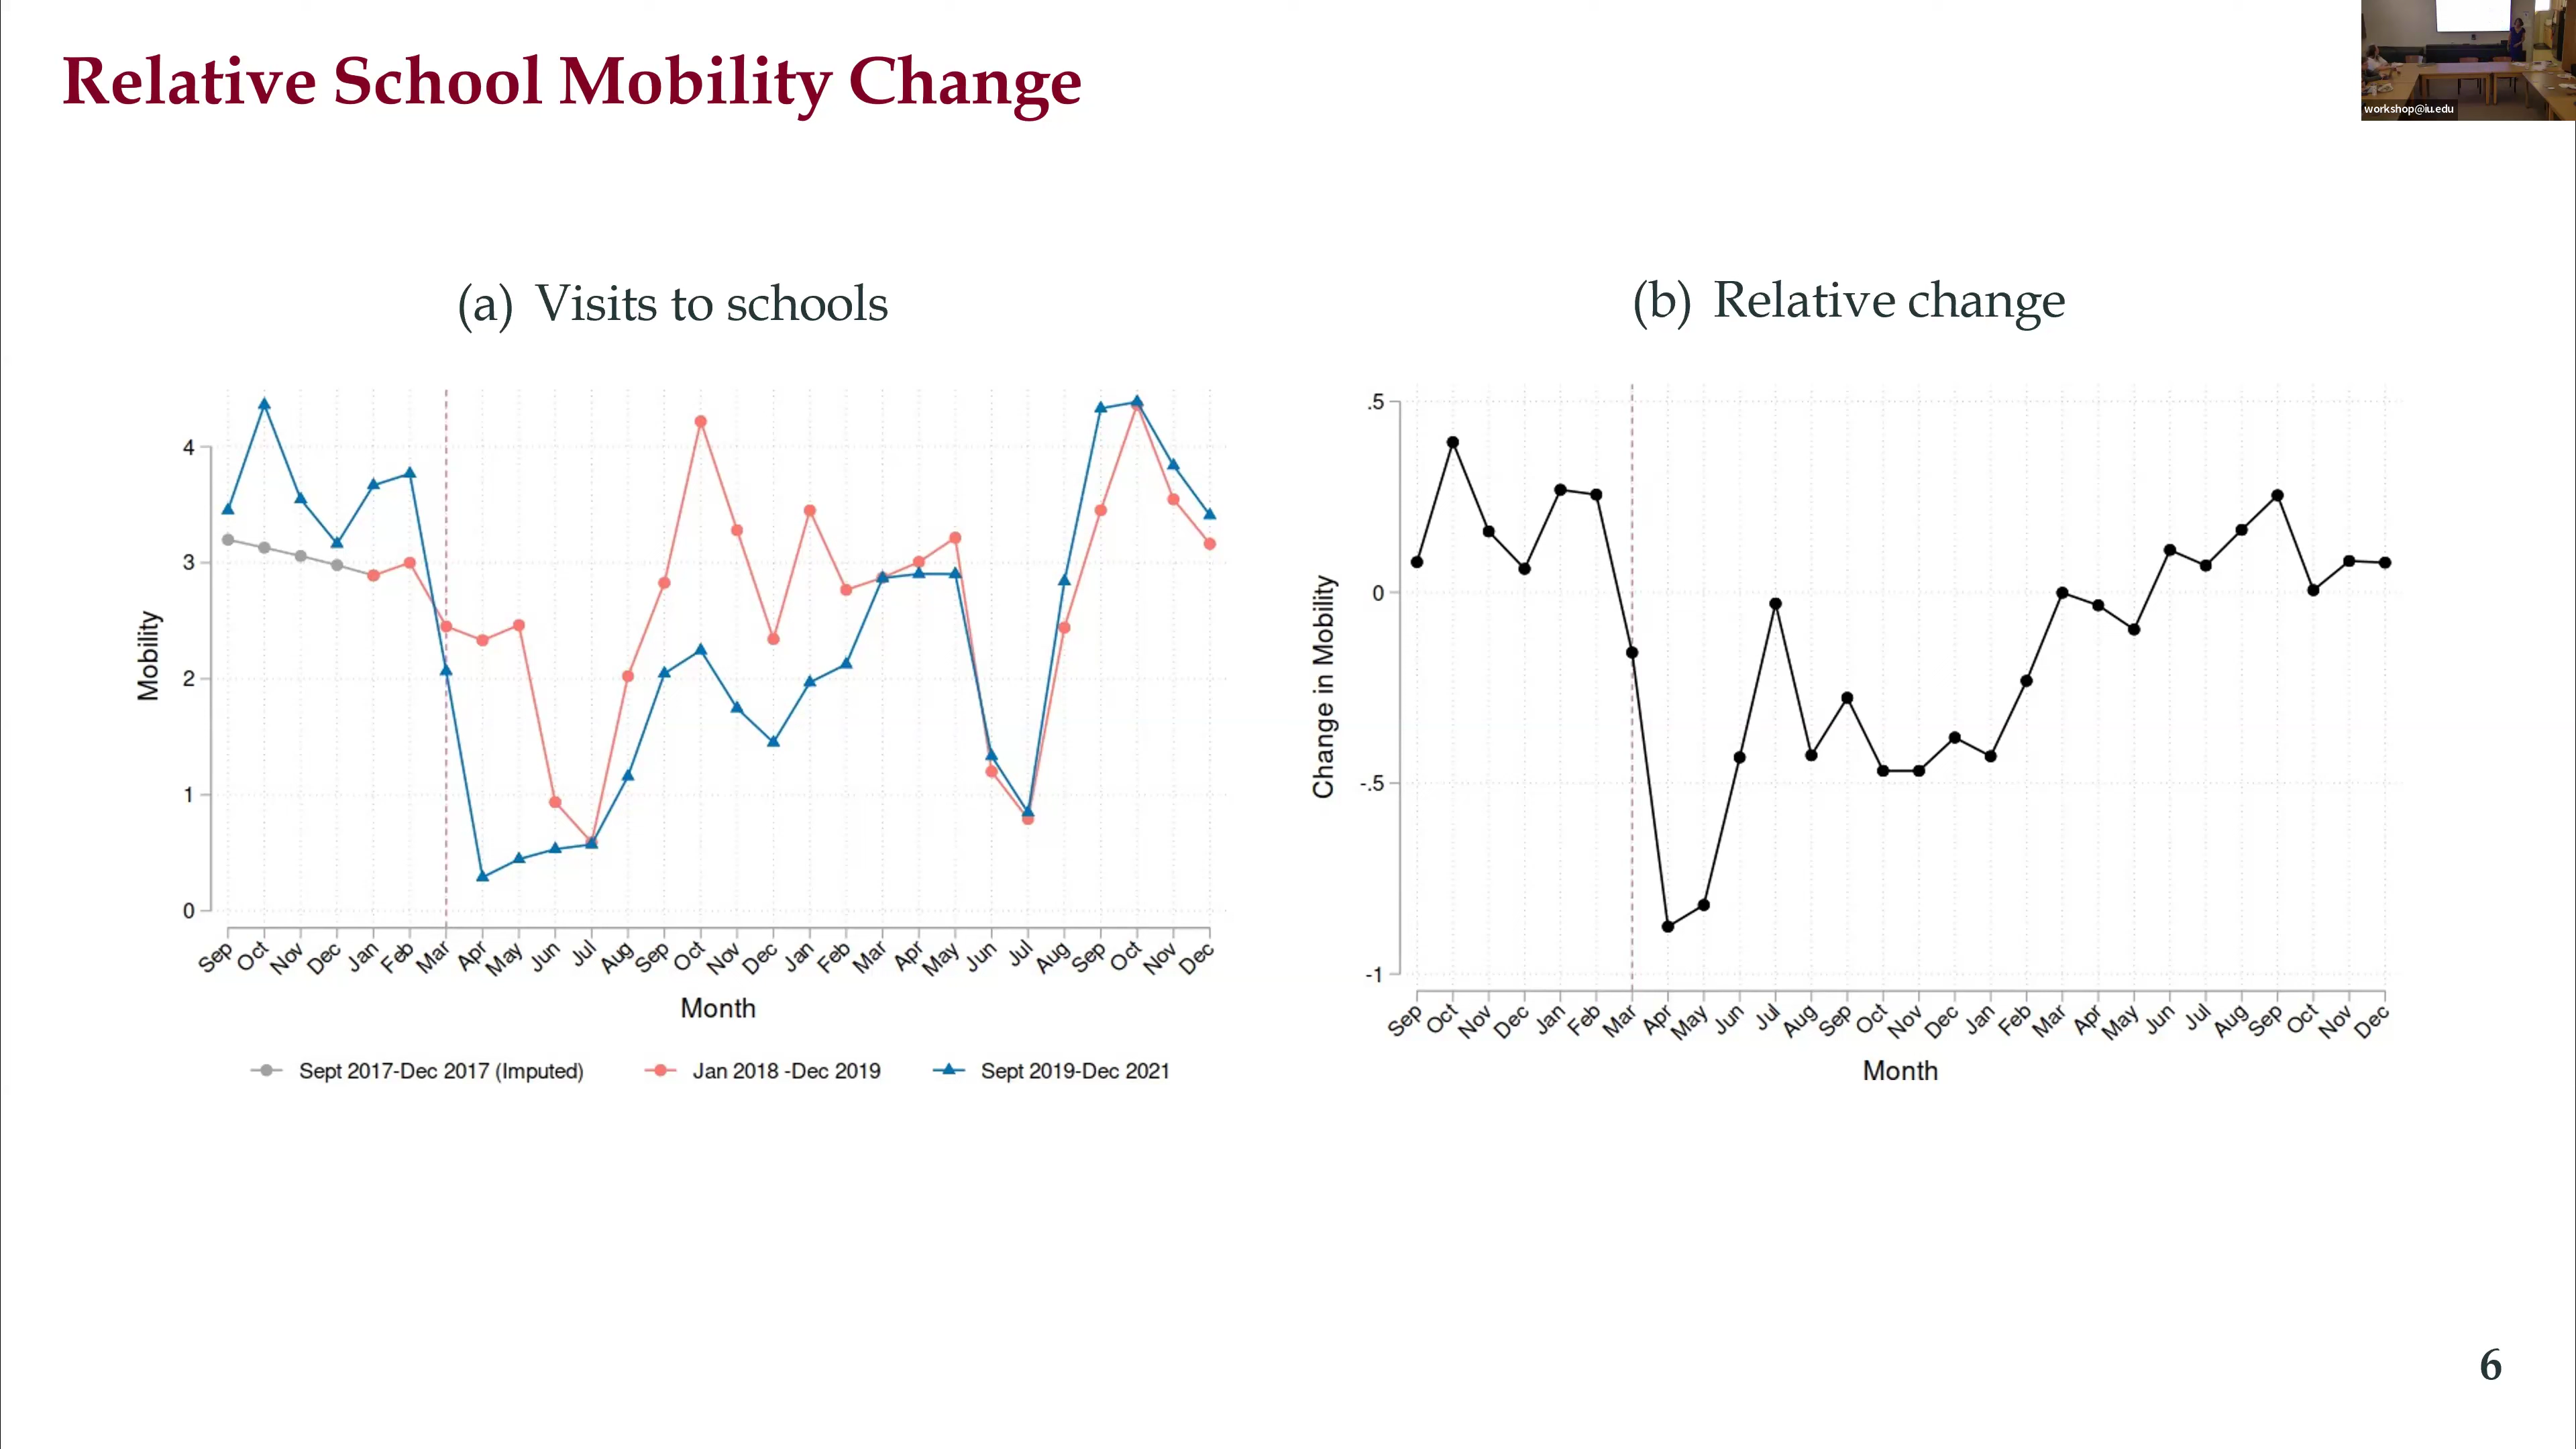 Relative School Mobility Change
workshop@iu.edu
(a) Visits to schools
Mobility
4
3
2
1
0
Sep Oct Nov Dec Jan Feb Mar Apr May Jun Jul Aug Sep Oct Nov Dec Jan Feb Mar Apr May Jun Jul Aug Sep Oct Nov Dec
Month
Sept 2017-Dec 2017 (Imputed) Jan 2018 -Dec 2019 Sept 2019-Dec 2021
(b) Relative change
Change in Mobility
.5
0
-.5
-1
Sep Oct Nov Dec Jan Feb Mar Apr May Jun Jul Aug Sep Oct Nov Dec Jan Feb Mar Apr May Jun Jul Aug Sep Oct Nov Dec
Month
6